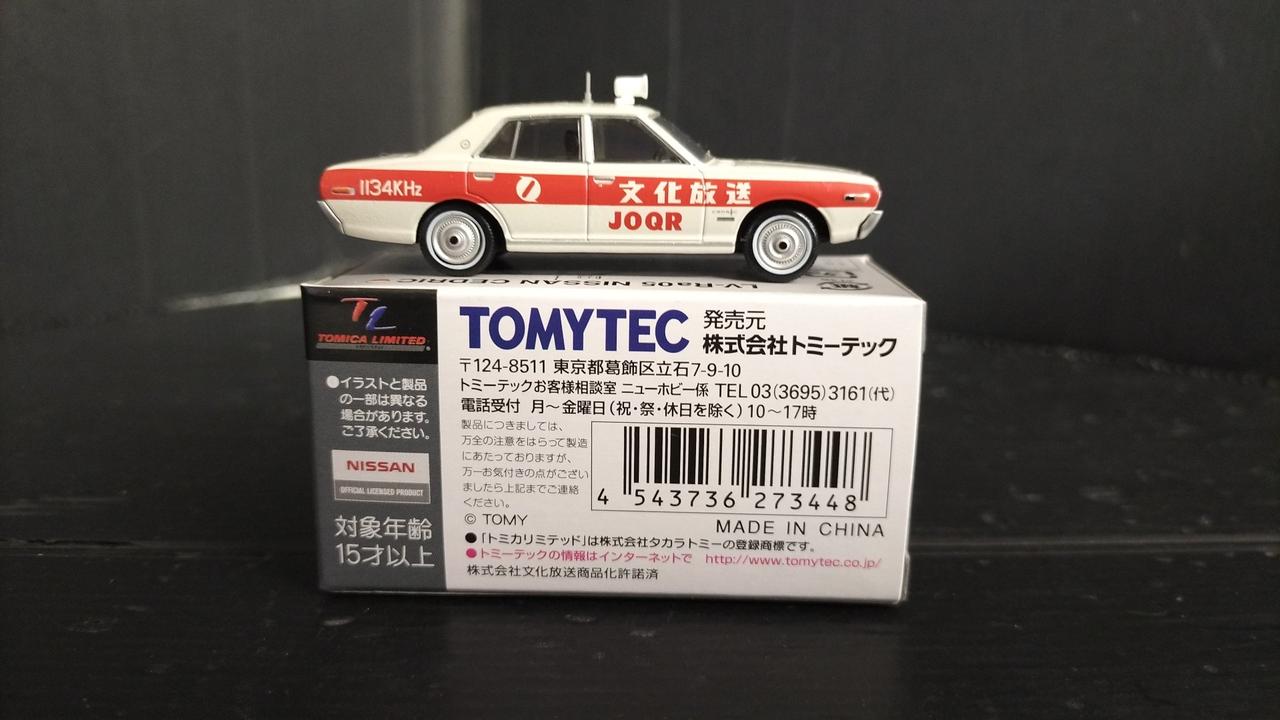 1134KHz
文化放送
JOQR
LV-Ra05 NISSAN CEDRIC
TL
TOMICA LIMITED
●イラストと製品
の一部は異なる
場合があります。
ご了承ください。
NISSAN
OFFICIAL LICENSED PRODUCT
対象年齢
15才以上
TOMYTEC 発売元
株式会社トミーテック
〒124-8511 東京都葛飾区立石7-9-10
トミーテックお客様相談室 ニューホビー係 TEL 03(3695)3161(代)
電話受付 月～金曜日(祝・祭・休日を除く)10～17時
製品につきましては、
万全の注意をはらって製造
にあたっておりますが、
万一お気付きの点がござい
ましたら上記までご連絡
ください。
4 543736 273448
© TOMY
MADE IN CHINA
●「トミカリミテッド」は株式会社タカラトミーの登録商標です。
●トミーテックの情報はインターネットで http://www.tomytec.co.jp/
株式会社文化放送商品化許諾済